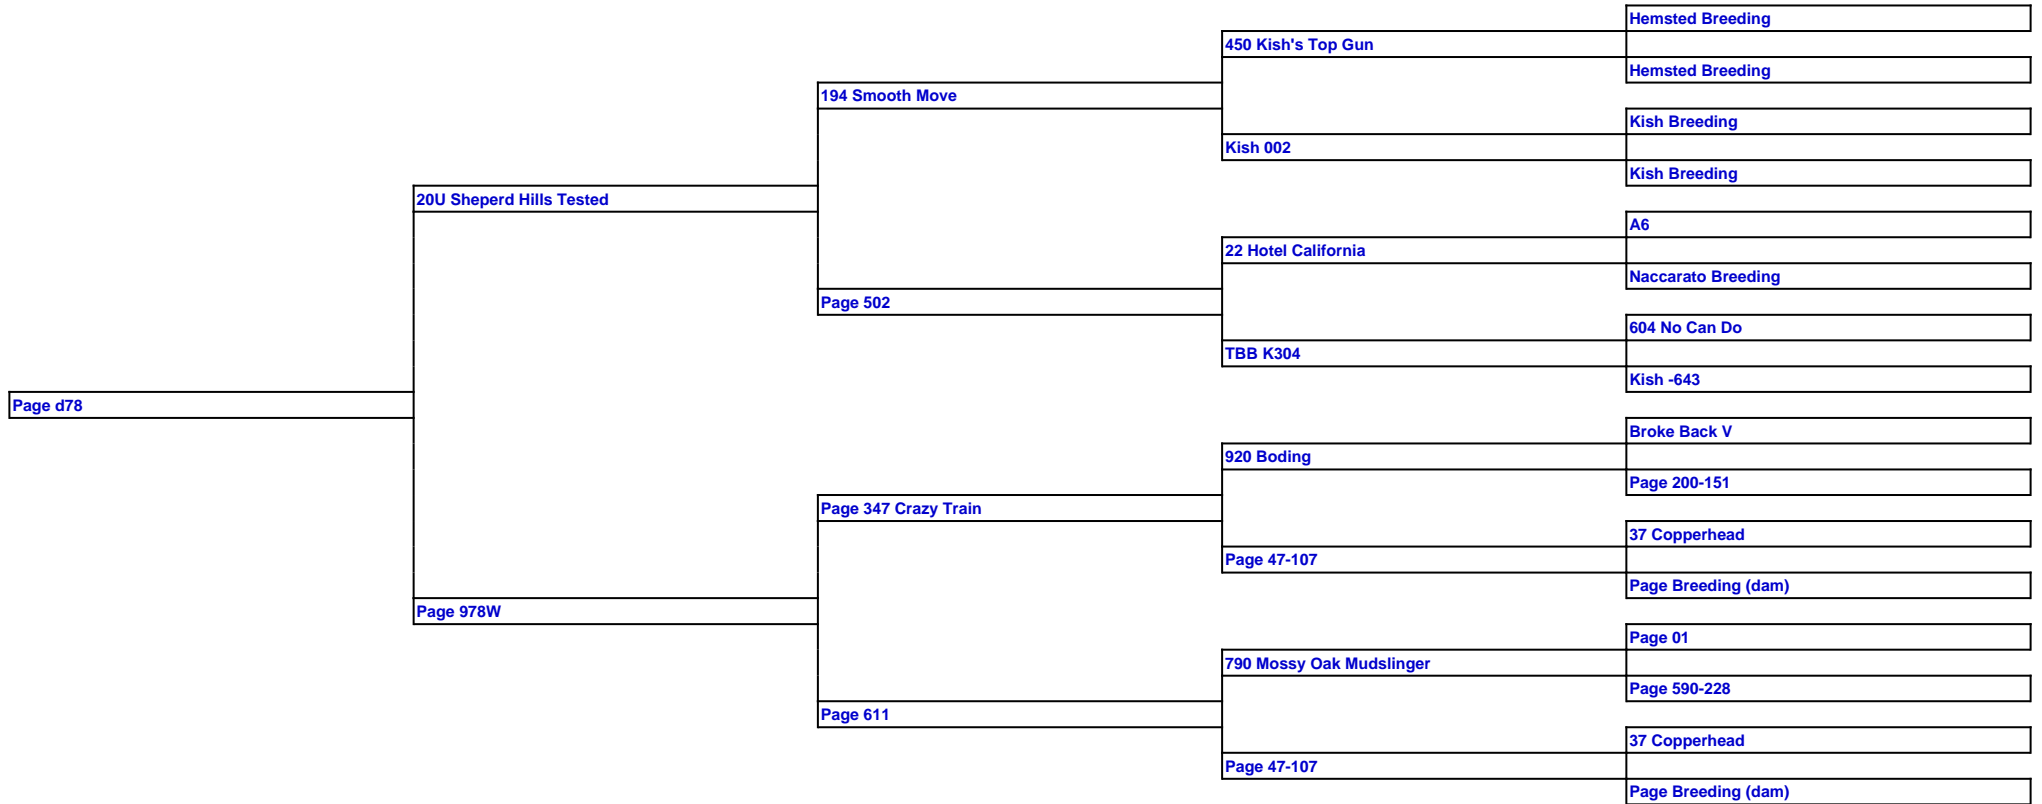 Hemsted Breeding
450 Kish's Top Gun
Hemsted Breeding
194 Smooth Move
Kish Breeding
Kish 002
Kish Breeding
20U Sheperd Hills Tested
A6
22 Hotel California
Naccarato Breeding
Page 502
604 No Can Do
TBB K304
Kish -643
Page d78
Broke Back V
920 Boding
Page 200-151
Page 347 Crazy Train
37 Copperhead
Page 47-107
Page Breeding (dam)
Page 978W
Page 01
790 Mossy Oak Mudslinger
Page 590-228
Page 611
37 Copperhead
Page 47-107
Page Breeding (dam)